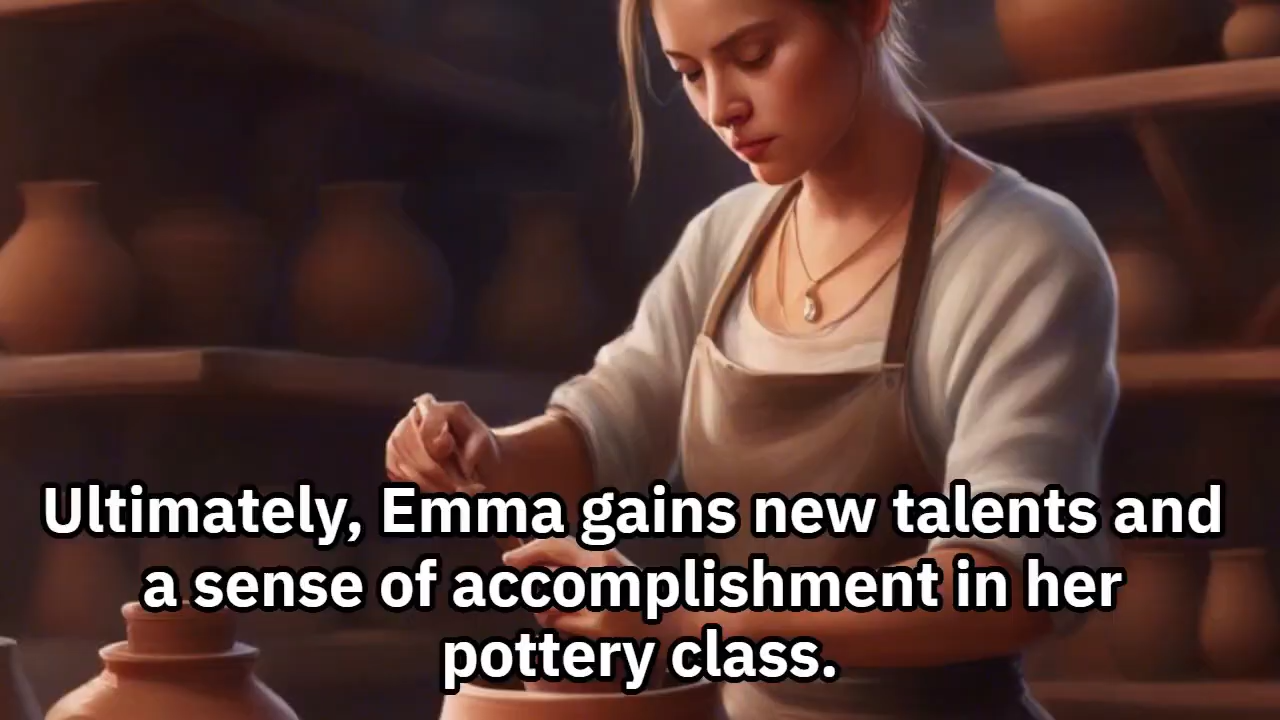 Ultimately, Emma gains new talents and
a sense of accomplishment in her
pottery class.